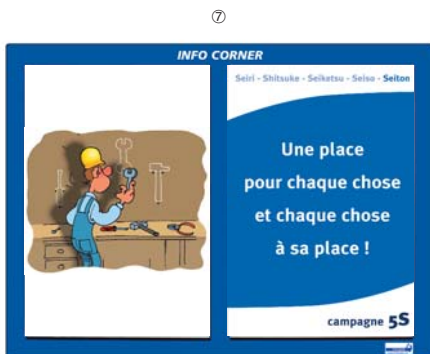 ⑦
INFO CORNER
Seiri - Shitsuke - Seiketsu - Seiso - Seiton
Une place
pour chaque chose
et chaque chose
à sa place !
campagne 5S